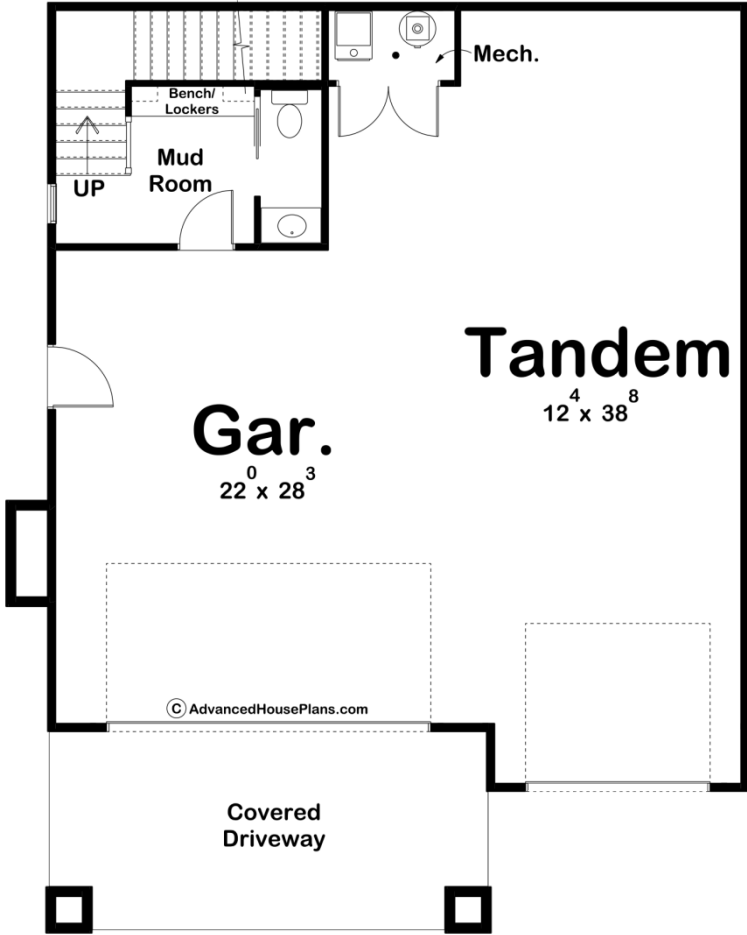 Mech.
Bench/
Lockers
Mud
Room
UP
Tandem
12⁴ x 38⁸
Gar.
22⁰ x 28³
© AdvancedHousePlans.com
Covered
Driveway